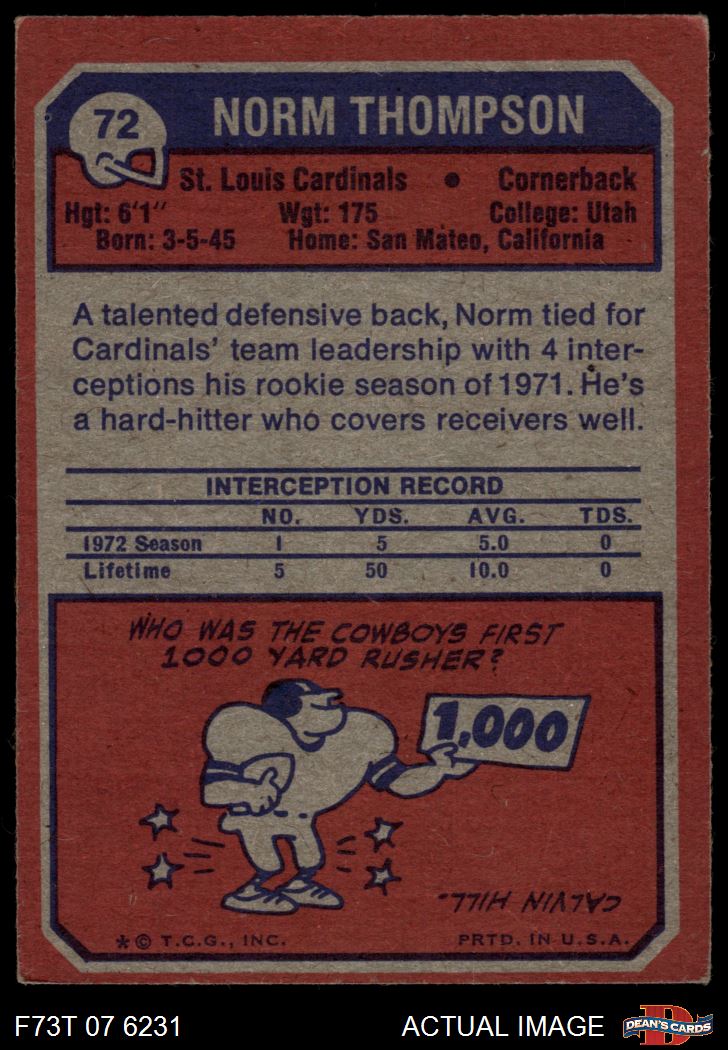 72
NORM THOMPSON
St. Louis Cardinals • Cornerback
Hgt: 6'1" Wgt: 175 College: Utah
Born: 3-5-45 Home: San Mateo, California
A talented defensive back, Norm tied for
Cardinals' team leadership with 4 inter-
ceptions his rookie season of 1971. He's
a hard-hitter who covers receivers well.
INTERCEPTION RECORD
NO. YDS. AVG. TDS.
1972 Season 1 5 5.0 0
Lifetime 5 50 10.0 0
WHO WAS THE COWBOYS FIRST
1000 YARD RUSHER?
1,000
CALVIN HILL.
* © T.C.G., INC. PRTD. IN U.S.A.
F73T 07 6231 ACTUAL IMAGE
D
DEAN'S CARDS